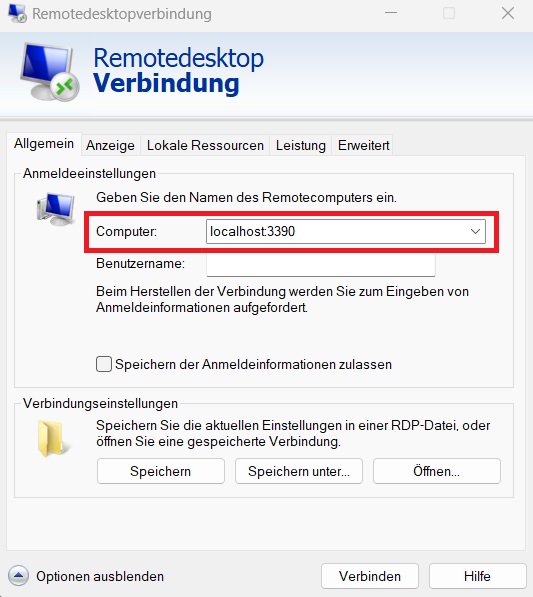 Remotedesktopverbindung
Remotedesktop
Verbindung
Allgemein Anzeige Lokale Ressourcen Leistung Erweitert
Anmeldeeinstellungen
Geben Sie den Namen des Remotecomputers ein.
Computer: localhost:3390
Benutzername:
Beim Herstellen der Verbindung werden Sie zum Eingeben von
Anmeldeinformationen aufgefordert.
Speichern der Anmeldeinformationen zulassen
Verbindungseinstellungen
Speichern Sie die aktuellen Einstellungen in einer RDP-Datei, oder
öffnen Sie eine gespeicherte Verbindung.
Speichern Speichern unter... Öffnen...
Optionen ausblenden Verbinden Hilfe